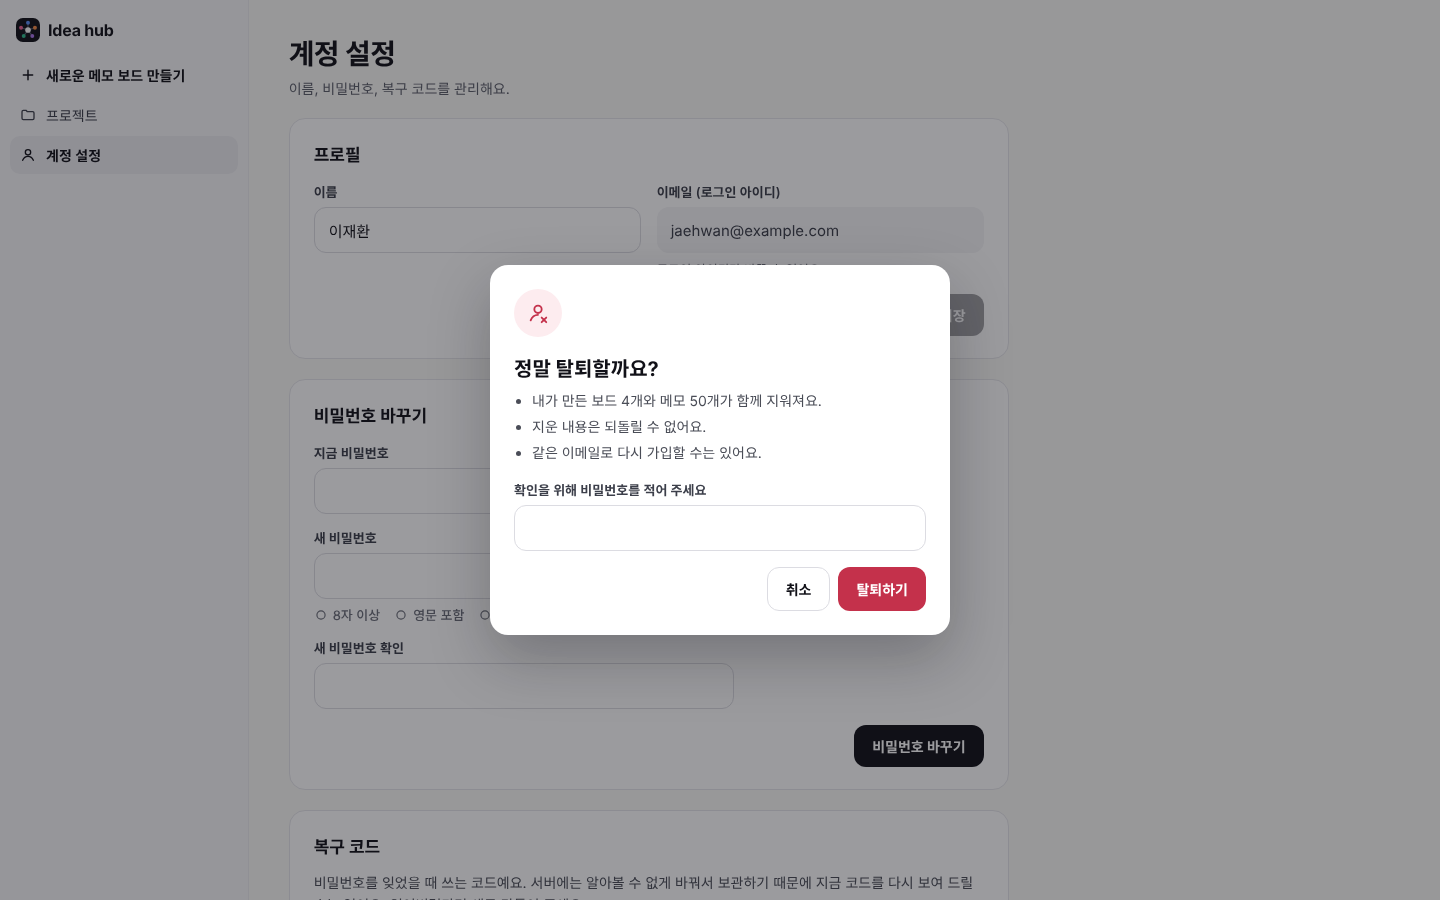 Idea hub
새로운 메모 보드 만들기
프로젝트
계정 설정
계정 설정
이름, 비밀번호, 복구 코드를 관리해요.
프로필
이름
이메일 (로그인 아이디)
이재환
jaehwan@example.com
장
정말 탈퇴할까요?
내가 만든 보드 4개와 메모 50개가 함께 지워져요.
지운 내용은 되돌릴 수 없어요.
같은 이메일로 다시 가입할 수는 있어요.
확인을 위해 비밀번호를 적어 주세요
취소
탈퇴하기
비밀번호 바꾸기
지금 비밀번호
새 비밀번호
8자 이상
영문 포함
새 비밀번호 확인
비밀번호 바꾸기
복구 코드
비밀번호를 잊었을 때 쓰는 코드예요. 서버에는 알아볼 수 없게 바꿔서 보관하기 때문에 지금 코드를 다시 보여 드릴